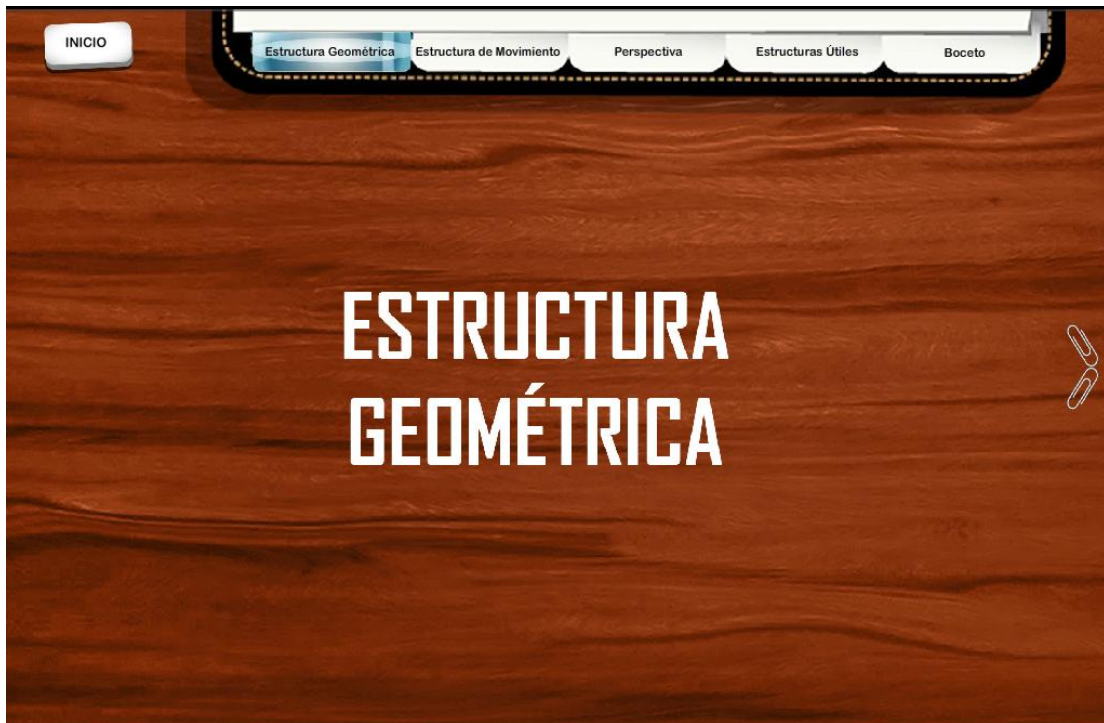 INICIO
Estructura Geométrica
Estructura de Movimiento
Perspectiva
Estructuras Útiles
Boceto
ESTRUCTURA
GEOMÉTRICA